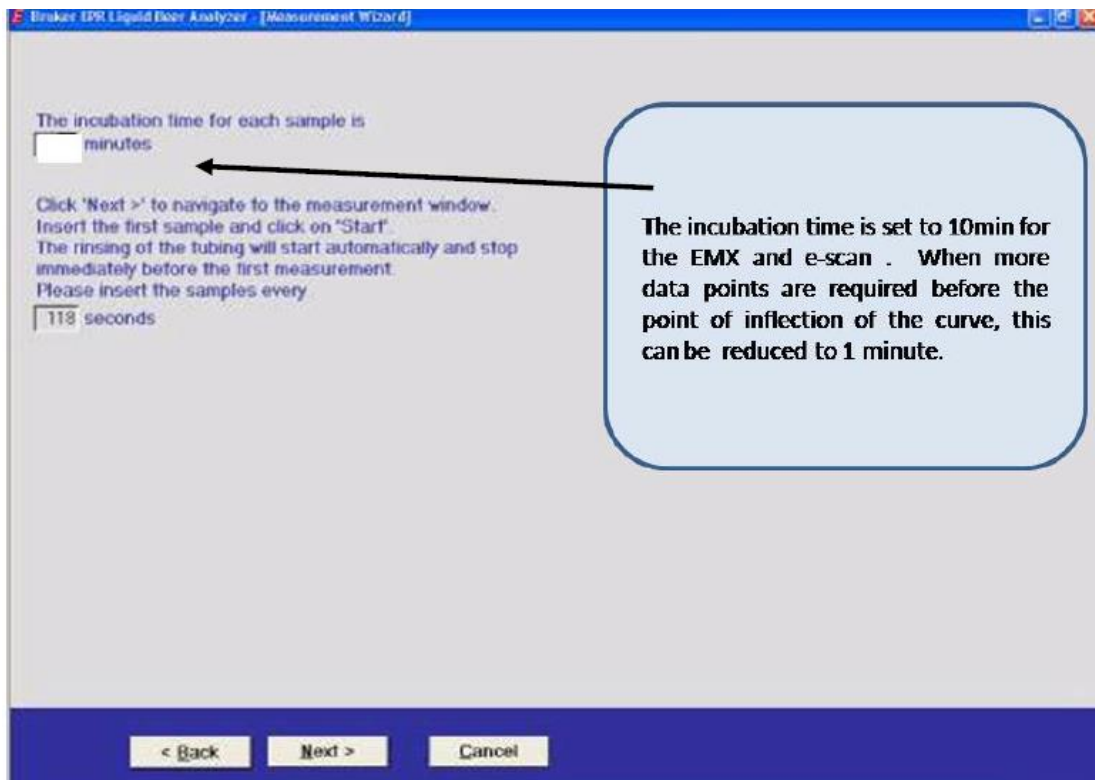 Bruker EPR Liquid Beer Analyzer - [Measurement Wizard]
The incubation time for each sample is
minutes
Click 'Next >' to navigate to the measurement window.
Insert the first sample and click on "Start".
The rinsing of the tubing will start automatically and stop
immediately before the first measurement.
Please insert the samples every
118 seconds
The incubation time is set to 10min for
the EMX and e-scan . When more
data points are required before the
point of inflection of the curve, this
can be reduced to 1 minute.
< Back Next > Cancel